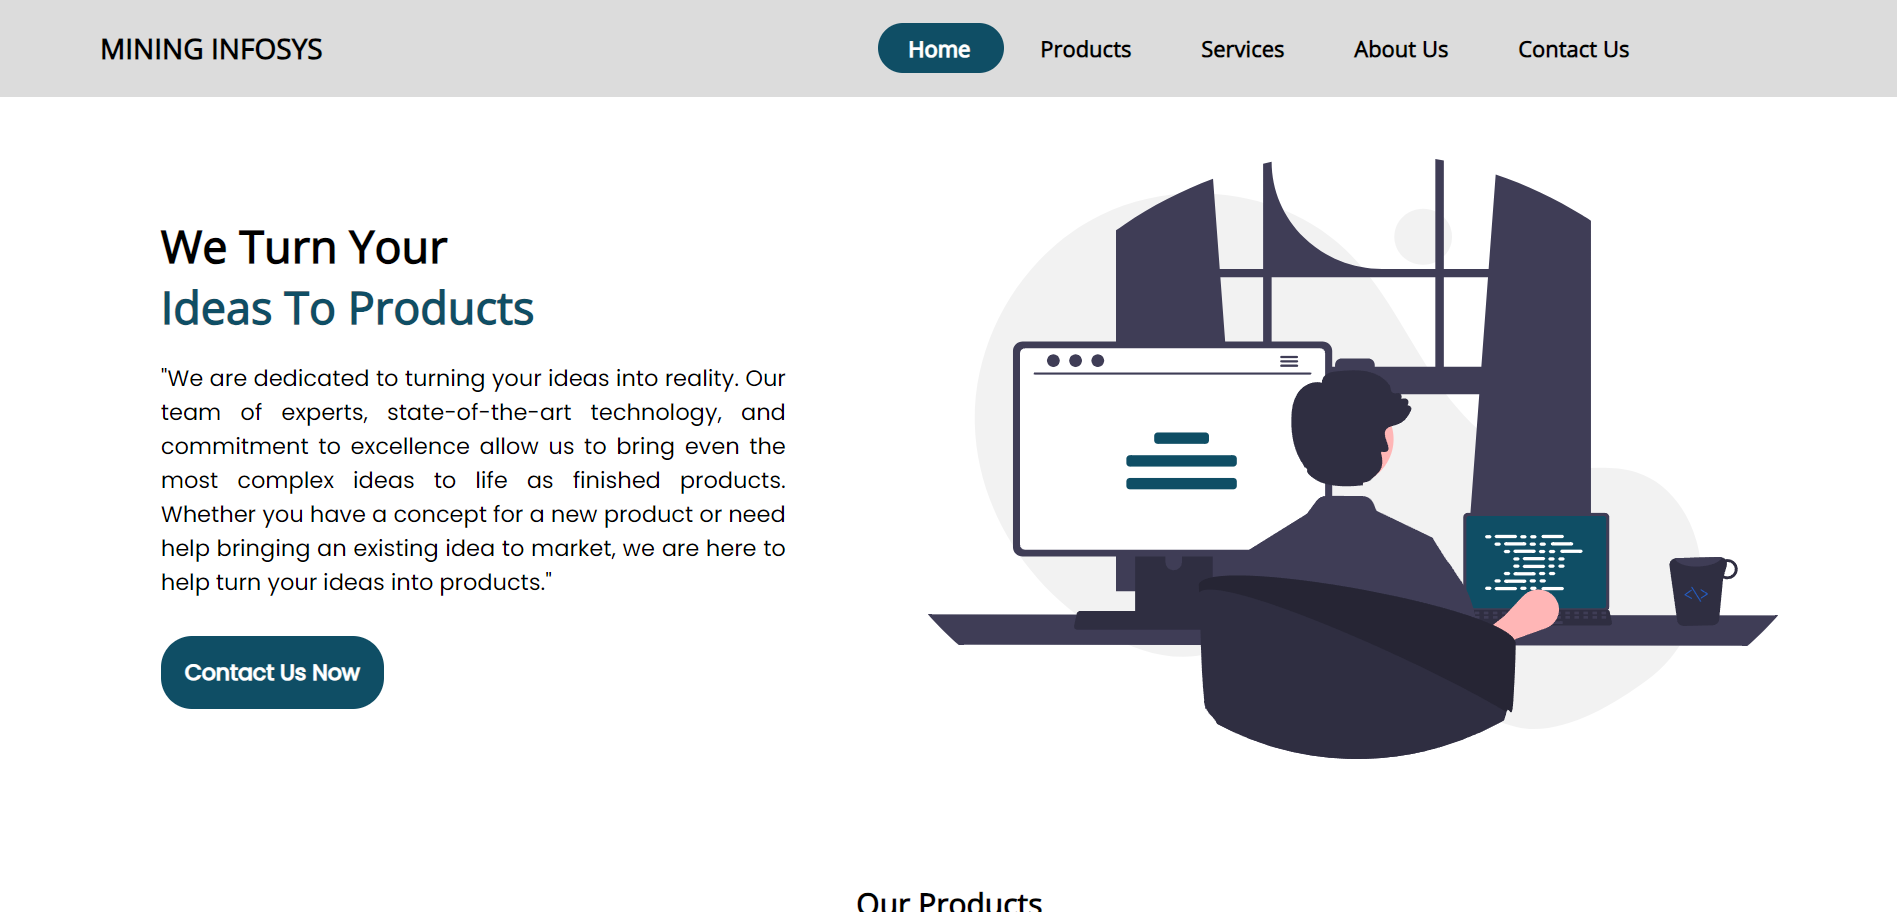 MINING INFOSYS
Home Products Services About Us Contact Us
We Turn Your
Ideas To Products
"We are dedicated to turning your ideas into reality. Our
team of experts, state-of-the-art technology, and
commitment to excellence allow us to bring even the
most complex ideas to life as finished products.
Whether you have a concept for a new product or need
help bringing an existing idea to market, we are here to
help turn your ideas into products."
Contact Us Now
<\>
Our Products